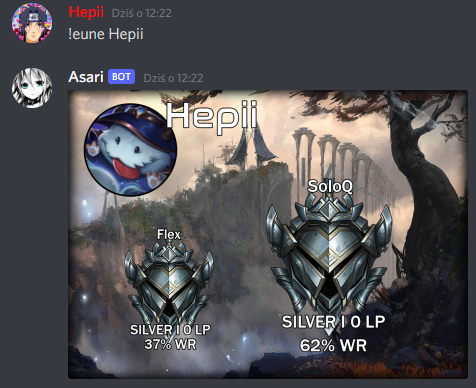 Hepii Dziś o 12:22
!eune Hepii
Asari BOT Dziś o 12:22
Hepii
SoloQ
Flex
SILVER I 0 LP
62% WR
SILVER I 0 LP
37% WR